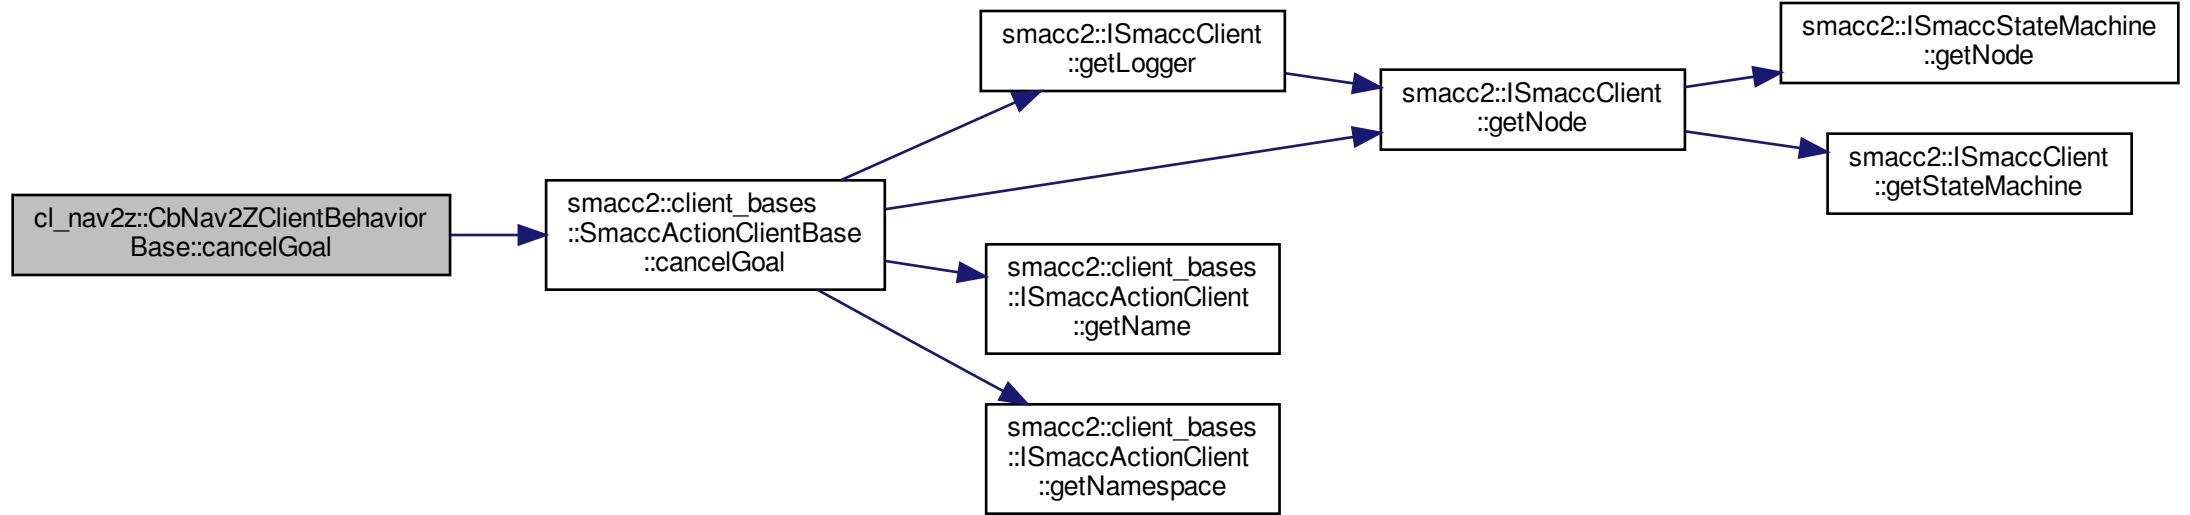 cl_nav2z::CbNav2ZClientBehavior
Base::cancelGoal
smacc2::client_bases
::SmaccActionClientBase
::cancelGoal
smacc2::ISmaccClient
::getLogger
smacc2::ISmaccClient
::getNode
smacc2::ISmaccStateMachine
::getNode
smacc2::ISmaccClient
::getStateMachine
smacc2::client_bases
::ISmaccActionClient
::getName
smacc2::client_bases
::ISmaccActionClient
::getNamespace